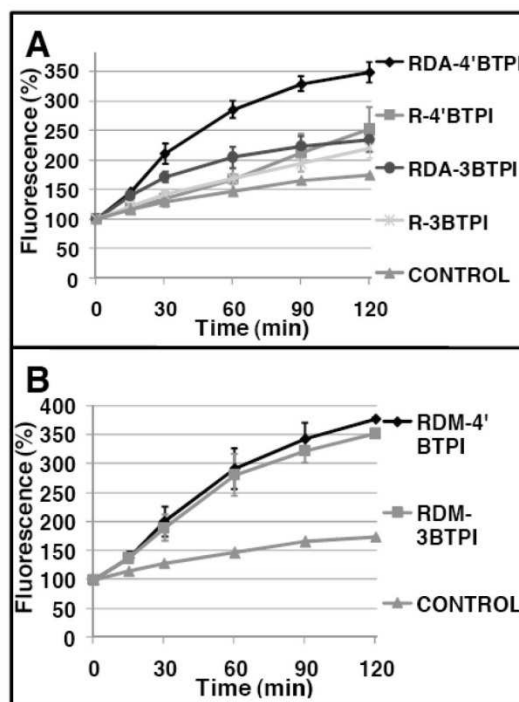 A
Fluorescence (%)
350
300
250
200
150
100
50
0
0 30 60 90 120
Time (min)
RDA-4'BTPI
R-4'BTPI
RDA-3BTPI
R-3BTPI
CONTROL
B
Fluorescence (%)
400
350
300
250
200
150
100
50
0
0 30 60 90 120
Time (min)
RDM-4'
BTPI
RDM-
3BTPI
CONTROL